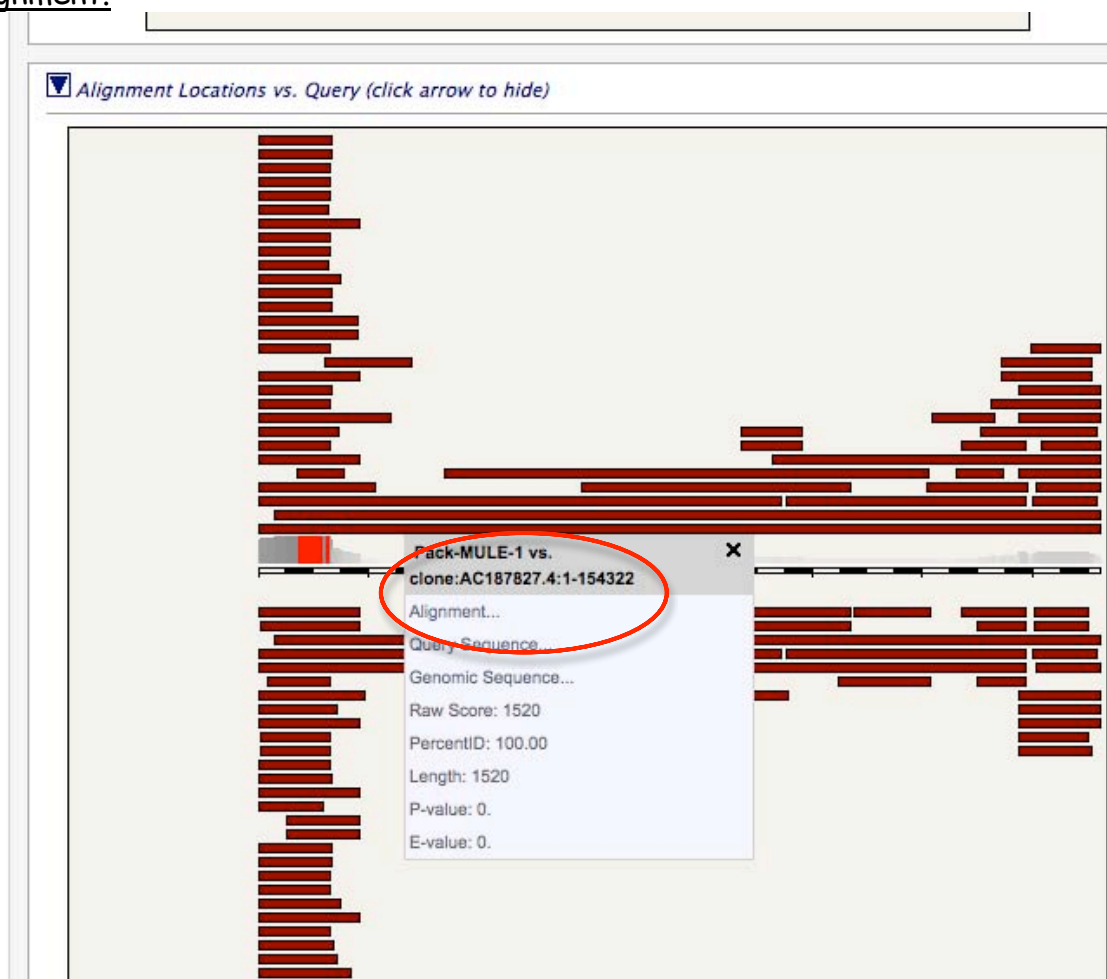 Alignment Locations vs. Query (click arrow to hide)
Pack-MULE-1 vs.
clone:AC187827.4:1-154322
Alignment...
Query Sequence...
Genomic Sequence...
Raw Score: 1520
PercentID: 100.00
Length: 1520
P-value: 0.
E-value: 0.